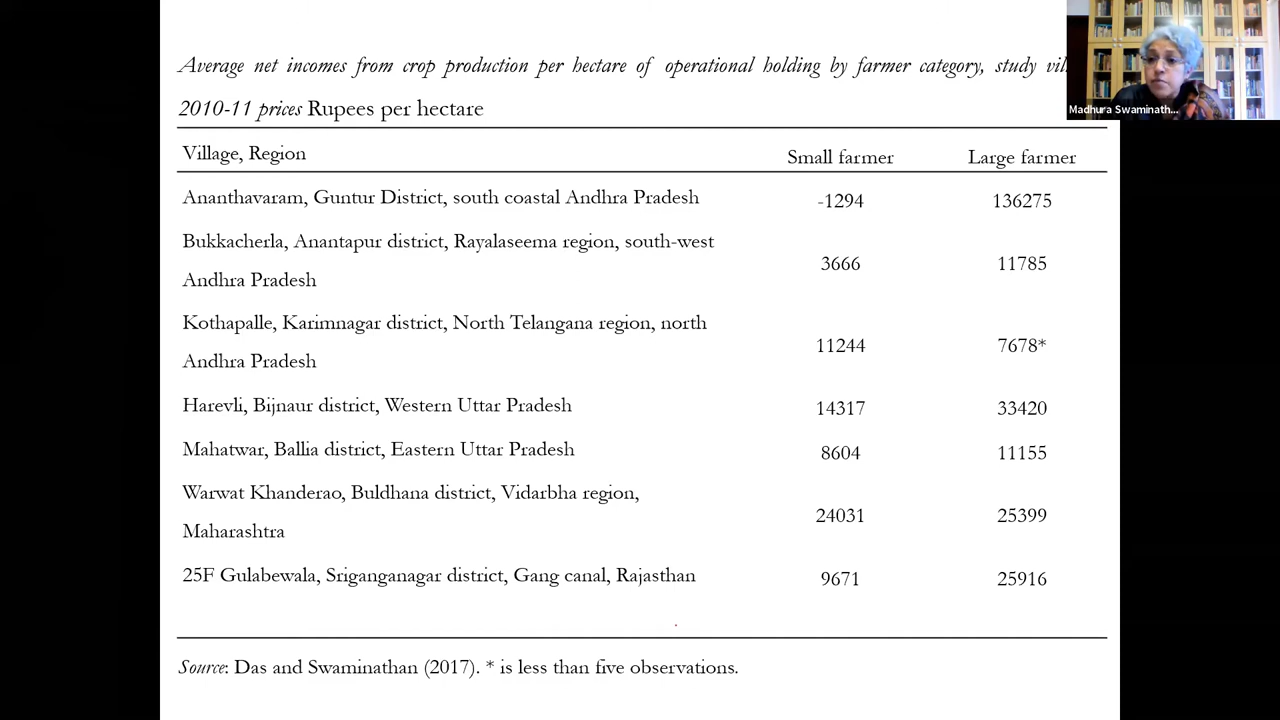 Average net incomes from crop production per hectare of operational holding by farmer category, study
2010-11 prices Rupees per hectare
Village, Region Small farmer Large farmer
Ananthavaram, Guntur District, south coastal Andhra Pradesh -1294 136275
Bukkacherla, Anantapur district, Rayalaseema region, south-west
Andhra Pradesh 3666 11785
Kothapalle, Karimnagar district, North Telangana region, north
Andhra Pradesh 11244 7678*
Harevli, Bijnaur district, Western Uttar Pradesh 14317 33420
Mahatwar, Ballia district, Eastern Uttar Pradesh 8604 11155
Warwat Khanderao, Buldhana district, Vidarbha region,
Maharashtra 24031 25399
25F Gulabewala, Sriganganagar district, Gang canal, Rajasthan 9671 25916
Source: Das and Swaminathan (2017). * is less than five observations.
Madhura Swaminath...